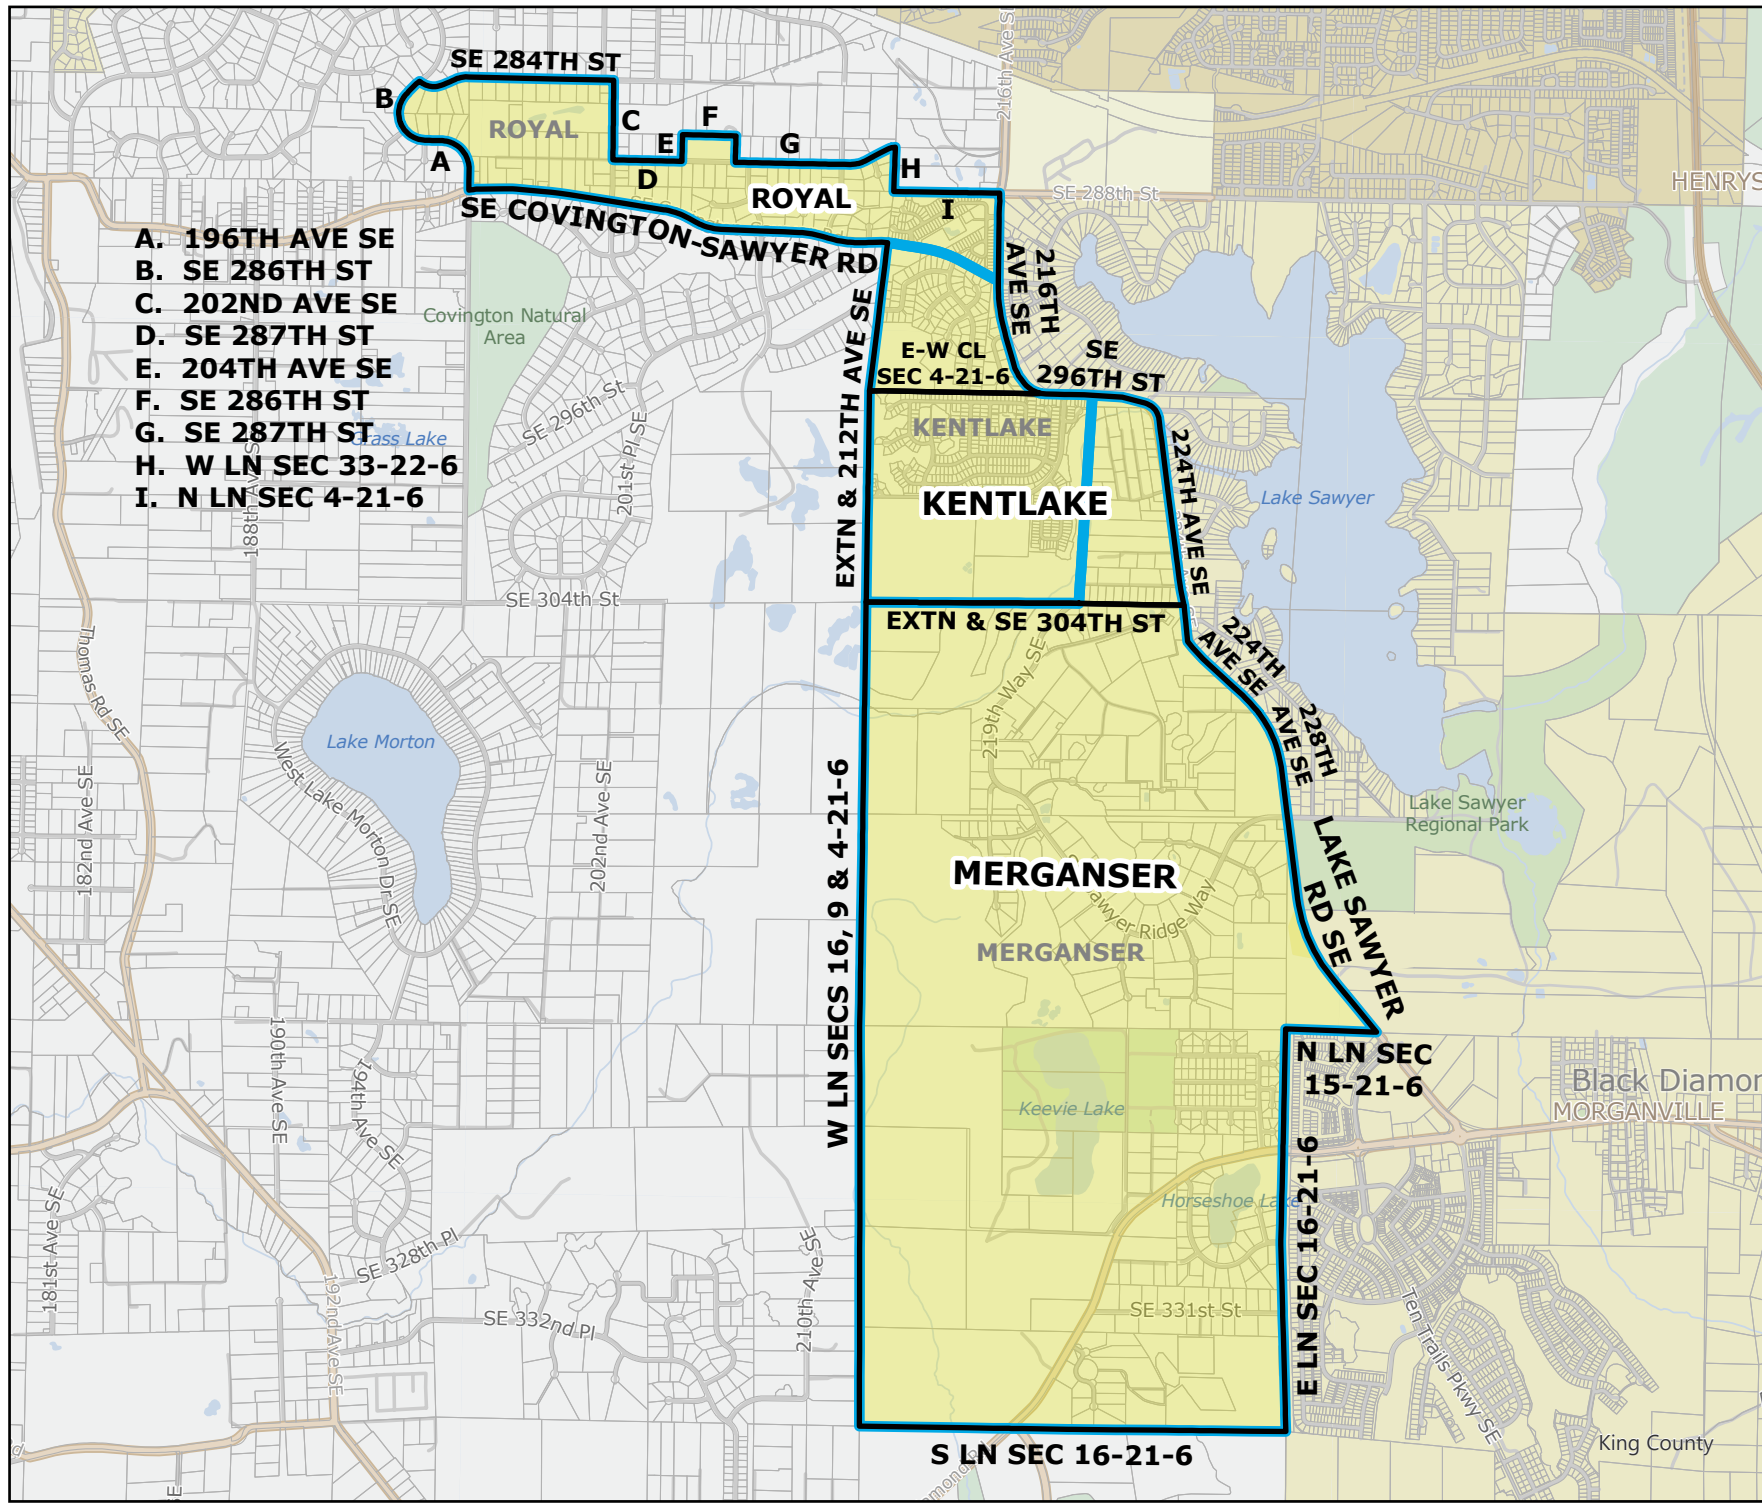 SE 284TH ST
216th Ave S
B
C
F
ROYAL
E
G
A
H
D
ROYAL
I
SE 288th St
HENRYS
SE COVINGTON-SAWYER RD
A. 196TH AVE SE
B. SE 286TH ST
C. 202ND AVE SE
D. SE 287TH ST
E. 204TH AVE SE
F. SE 286TH ST
G. SE 287TH ST
H. W LN SEC 33-22-6
I. N LN SEC 4-21-6
216TH
AVE SE
Covington Natural
Area
E-W CL
SEC 4-21-6
SE
296TH ST
EXTN & 212TH AVE SE
SE 296th St
201st Pl SE
Grass Lake
188th Ave S
KENTLAKE
KENTLAKE
224TH AVE SE
Lake Sawyer
SE 304th St
EXTN & SE 304TH ST
224TH
AVE SE
Thomas Rd SE
219th Way SE
228TH
AVE SE
Lake Morton
West Lake Morton Dr SE
182nd Ave SE
202nd Ave SE
W LN SECS 16, 9 & 4-21-6
Lake Sawyer
Regional Park
LAKE SAWYER
RD SE
MERGANSER
Sawyer Ridge Way
MERGANSER
N LN SEC
15-21-6
190th Ave SE
194th Ave SE
Keevie Lake
Black Diamon
MORGANVILLE
E LN SEC 16-21-6
Horseshoe Lake
181st Ave SE
SE 328th Pl
192nd Ave SE
210th Ave SE
SE 332nd Pl
SE 331st St
Ten Trails Pkwy SE
S LN SEC 16-21-6
King County
SE